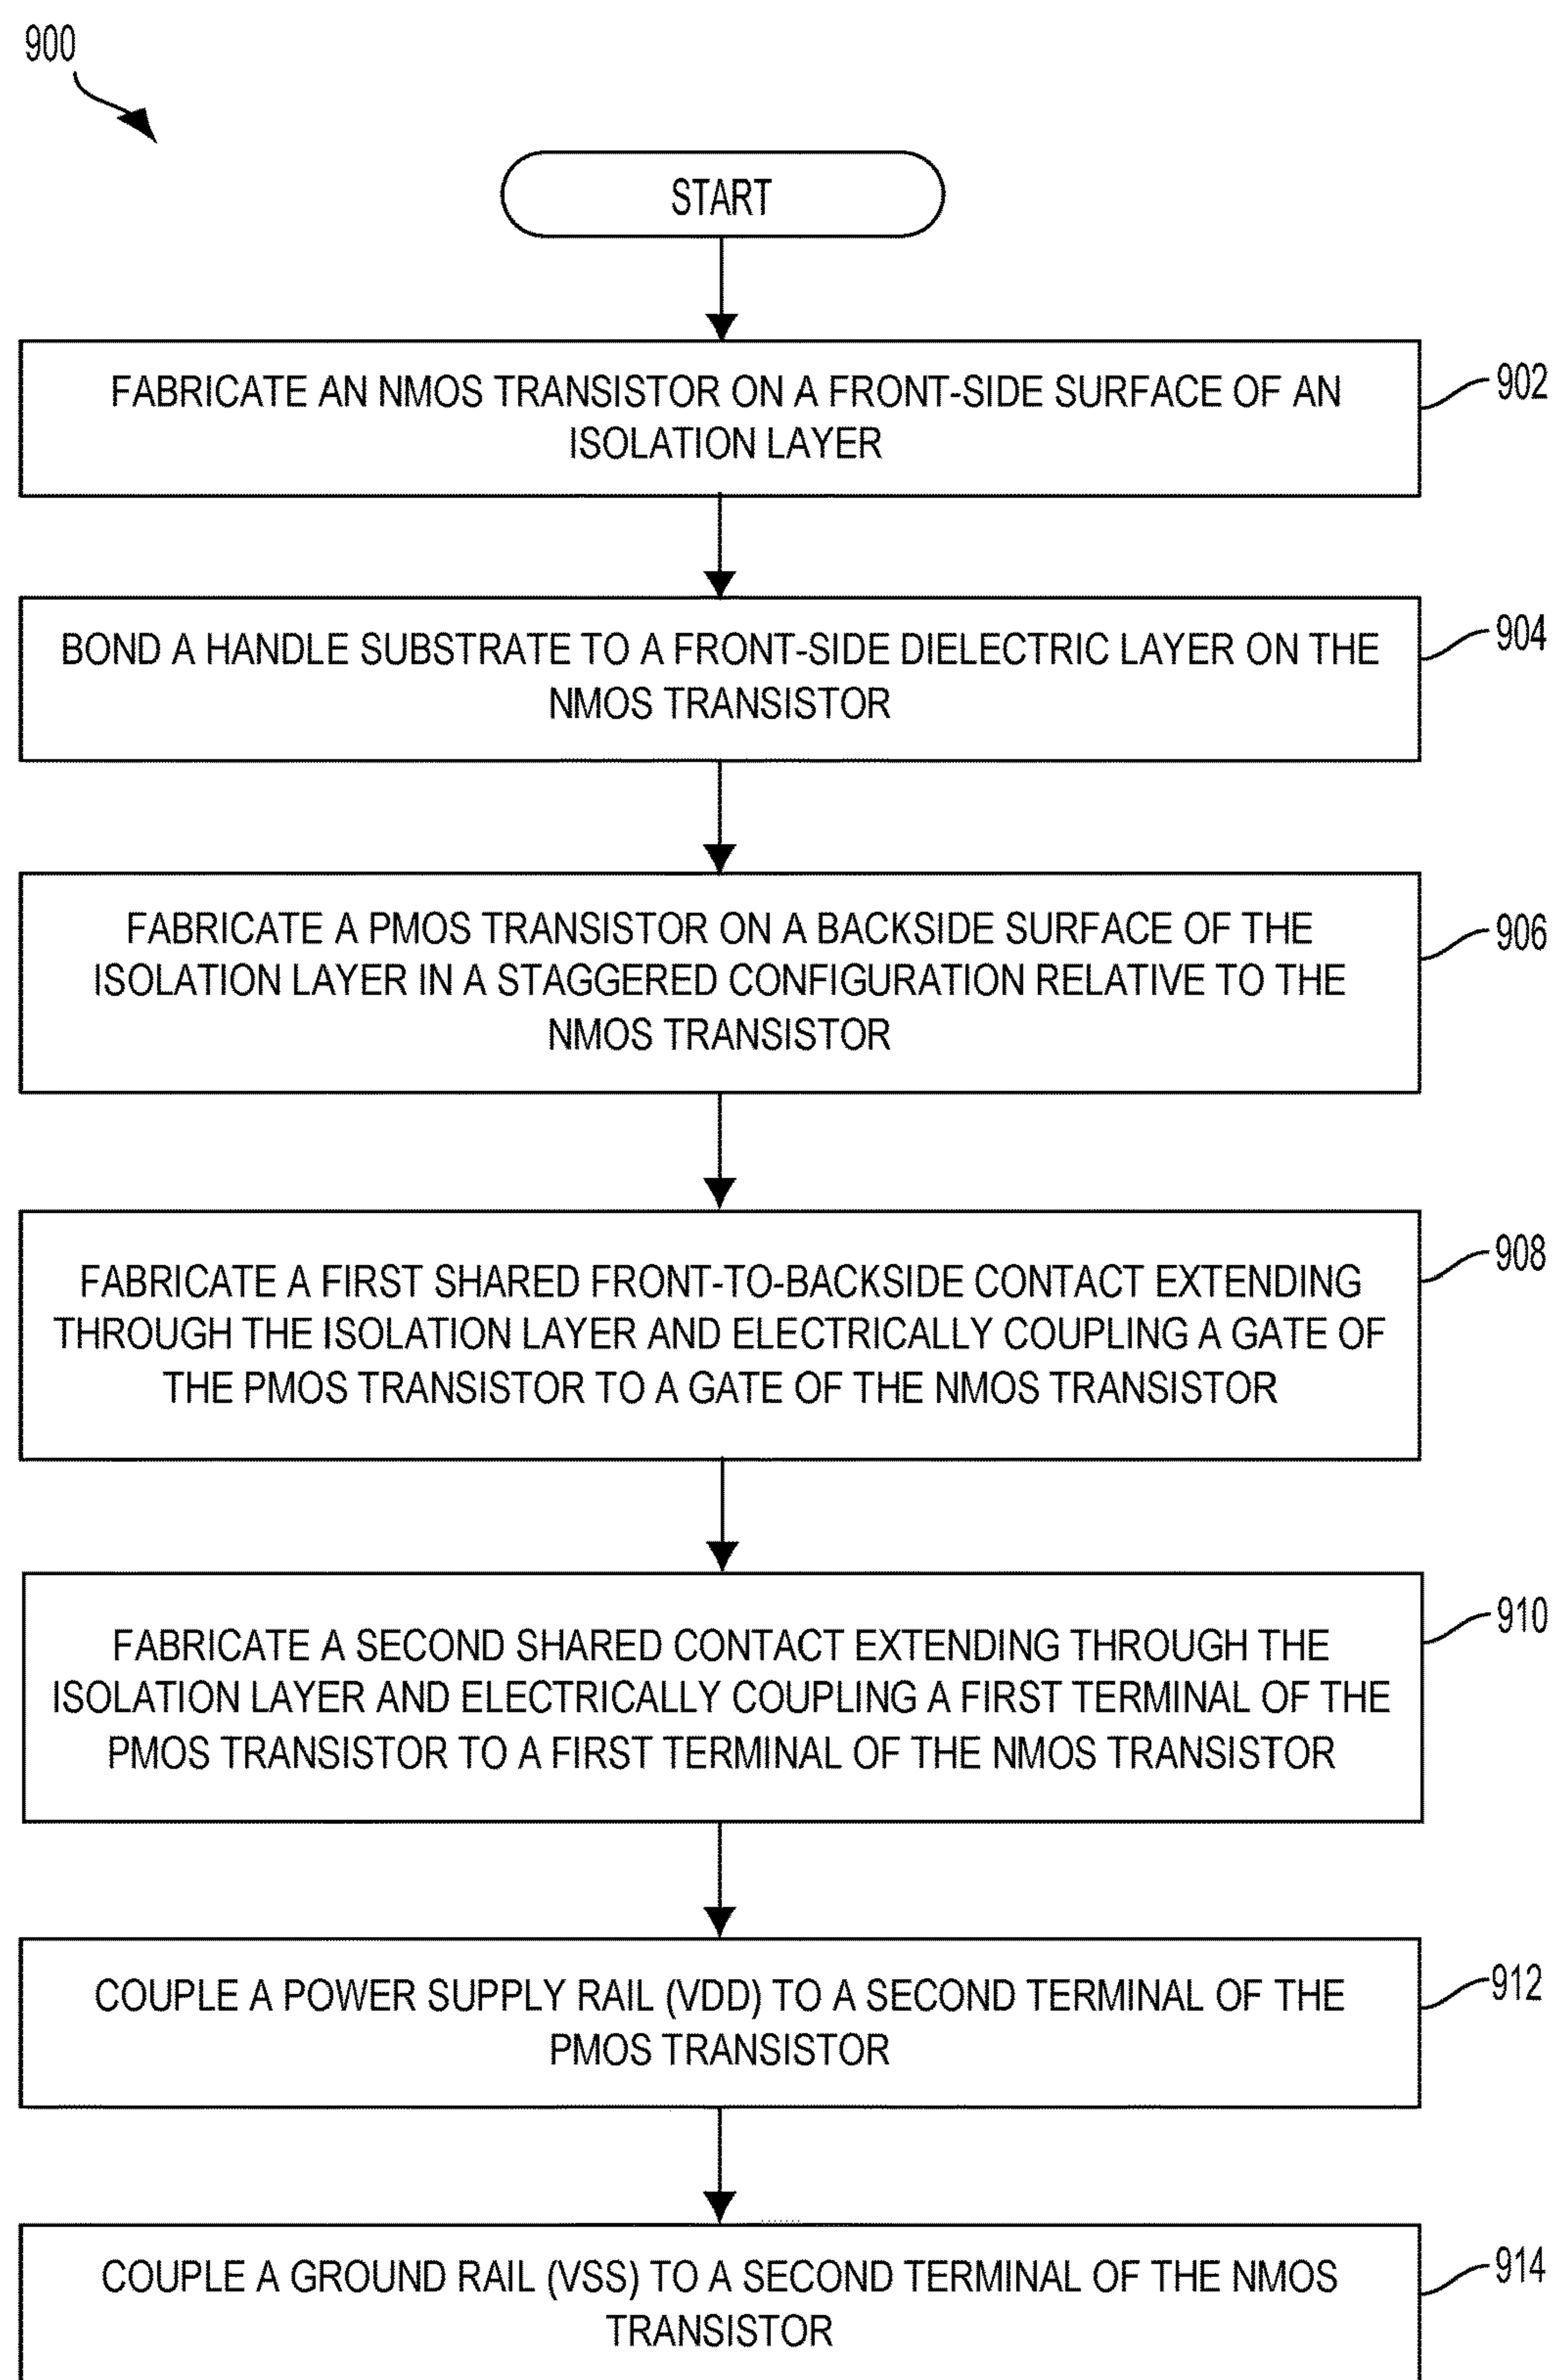 900
START
FABRICATE AN NMOS TRANSISTOR ON A FRONT-SIDE SURFACE OF AN
ISOLATION LAYER
902
BOND A HANDLE SUBSTRATE TO A FRONT-SIDE DIELECTRIC LAYER ON THE
NMOS TRANSISTOR
904
FABRICATE A PMOS TRANSISTOR ON A BACKSIDE SURFACE OF THE
ISOLATION LAYER IN A STAGGERED CONFIGURATION RELATIVE TO THE
NMOS TRANSISTOR
906
FABRICATE A FIRST SHARED FRONT-TO-BACKSIDE CONTACT EXTENDING
THROUGH THE ISOLATION LAYER AND ELECTRICALLY COUPLING A GATE OF
THE PMOS TRANSISTOR TO A GATE OF THE NMOS TRANSISTOR
908
FABRICATE A SECOND SHARED CONTACT EXTENDING THROUGH THE
ISOLATION LAYER AND ELECTRICALLY COUPLING A FIRST TERMINAL OF THE
PMOS TRANSISTOR TO A FIRST TERMINAL OF THE NMOS TRANSISTOR
910
COUPLE A POWER SUPPLY RAIL (VDD) TO A SECOND TERMINAL OF THE
PMOS TRANSISTOR
912
COUPLE A GROUND RAIL (VSS) TO A SECOND TERMINAL OF THE NMOS
TRANSISTOR
914